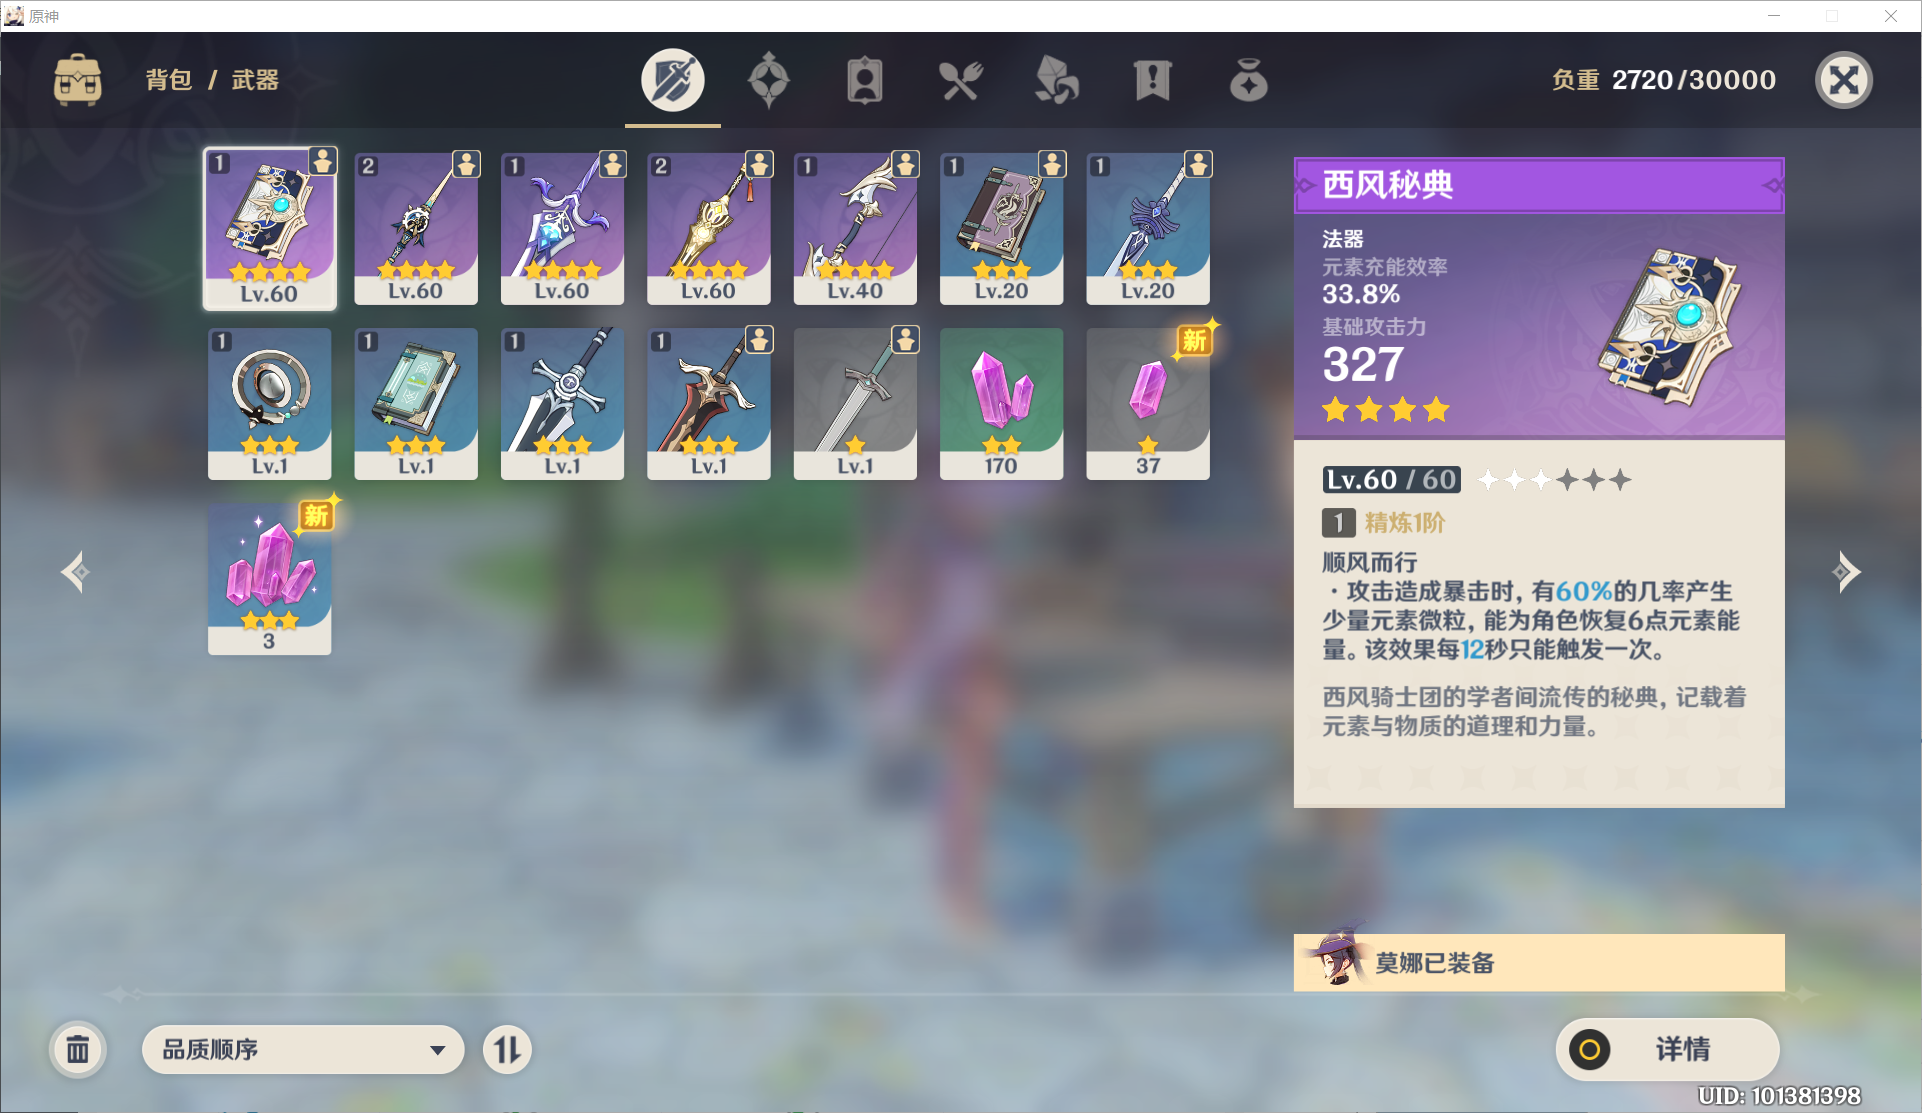 原神
背包 / 武器
负重 2720/30000
1
2
1
2
1
1
1
Lv.60
Lv.60
Lv.60
Lv.60
Lv.40
Lv.20
Lv.20
1
1
1
1
新
Lv.1
Lv.1
Lv.1
Lv.1
Lv.1
170
37
新
3
西风秘典
法器
元素充能效率
33.8%
基础攻击力
327
Lv.60 / 60
1 精炼1阶
顺风而行
·攻击造成暴击时，有60%的几率产生
少量元素微粒，能为角色恢复6点元素能
量。该效果每12秒只能触发一次。
西风骑士团的学者间流传的秘典，记载着
元素与物质的道理和力量。
莫娜已装备
品质顺序
详情
UID: 101381398